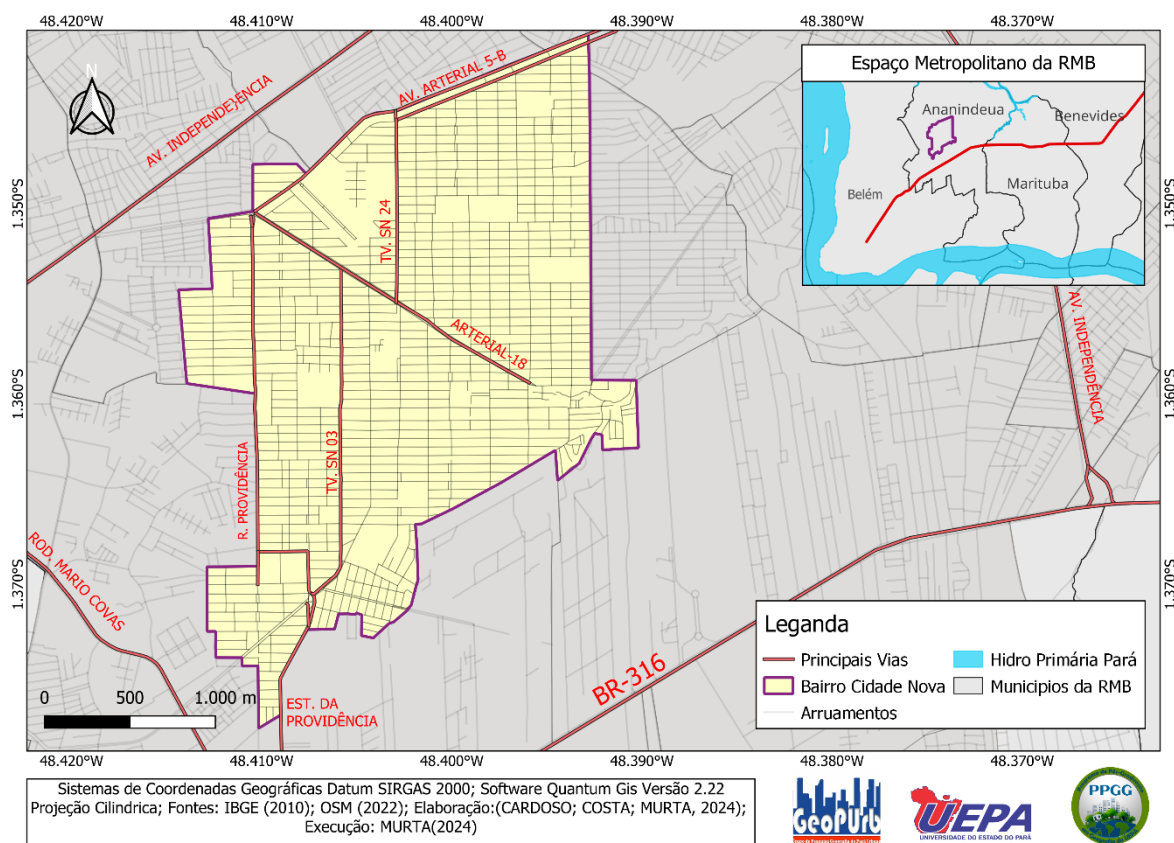 48.420°W 48.410°W 48.400°W 48.390°W 48.380°W 48.370°W
N
AV. INDEPENDÊNCIA
AV. ARTERIAL 5-B
Espaço Metropolitano da RMB
Ananindeua
Benevides
Belém
Marituba
1.350°S
1.350°S
TV. SN 24
ARTERIAL-18
AV. INDEPENDÊNCIA
1.360°S
1.360°S
R. PROVIDÊNCIA
TV. SN 03
ROD. MARIO COVAS
1.370°S
1.370°S
BR-316
EST. DA
PROVIDÊNCIA
0 500 1.000 m
Leganda
Principais Vias
Hidro Primária Pará
Bairro Cidade Nova
Municipios da RMB
Arruamentos
48.420°W 48.410°W 48.400°W 48.390°W 48.380°W 48.370°W
Sistemas de Coordenadas Geográficas Datum SIRGAS 2000; Software Quantum Gis Versão 2.22
Projeção Cilindrica; Fontes: IBGE (2010); OSM (2022); Elaboração:(CARDOSO; COSTA; MURTA, 2024);
Execução: MURTA(2024)
GeoPUrb
UEPA
UNIVERSIDADE DO ESTADO DO PARÁ
PPGG